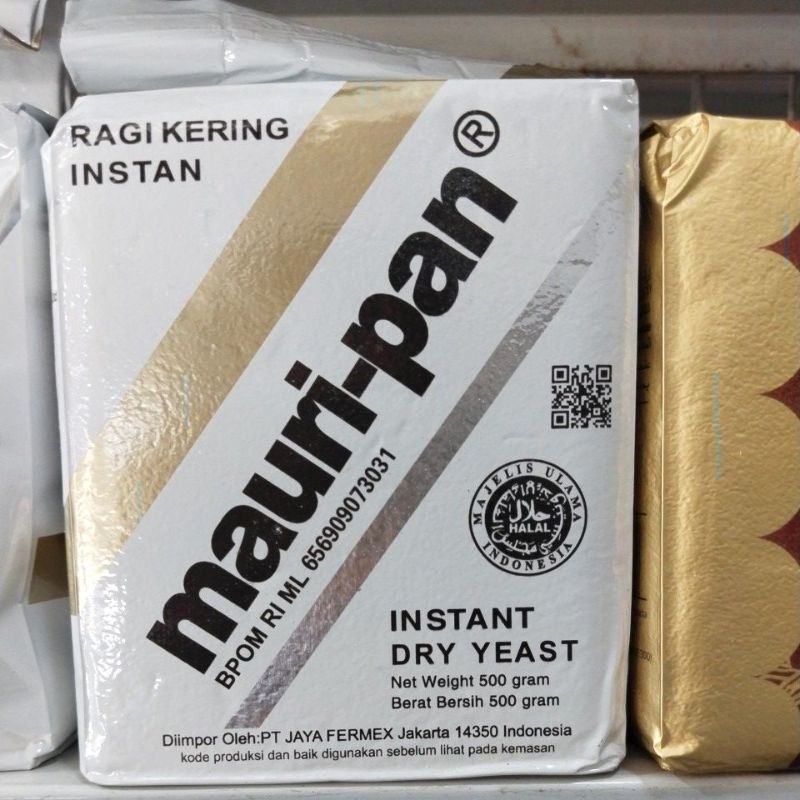 RAGI KERING
INSTAN
mauri-pan®
BPOM RI ML 656909073031
MAJELIS ULAMA
حلال
HALAL
INDONESIA
INSTANT
DRY YEAST
Net Weight 500 gram
Berat Bersih 500 gram
Diimpor Oleh:PT JAYA FERMEX Jakarta 14350 Indonesia
kode produksi dan baik digunakan sebelum lihat pada kemasan